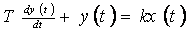 T dy(t)/dt + y(t) = kx(t)